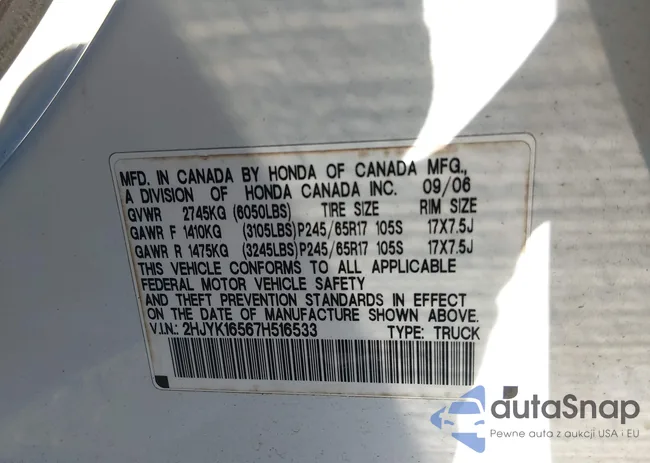 MFD. IN CANADA BY HONDA OF CANADA MFG.,
A DIVISION OF HONDA CANADA INC. 09/06
GVWR 2745KG (6050LBS) TIRE SIZE RIM SIZE
GAWR F 1410KG (3105LBS)P245/65R17 105S 17X7.5J
GAWR R 1475KG (3245LBS)P245/65R17 105S 17X7.5J
THIS VEHICLE CONFORMS TO ALL APPLICABLE
FEDERAL MOTOR VEHICLE SAFETY
AND THEFT PREVENTION STANDARDS IN EFFECT
ON THE DATE OF MANUFACTURE SHOWN ABOVE.
V.I.N.: 2HJYK16567H516533 TYPE: TRUCK
autaSnap
Pewne auta z aukcji USA i EU